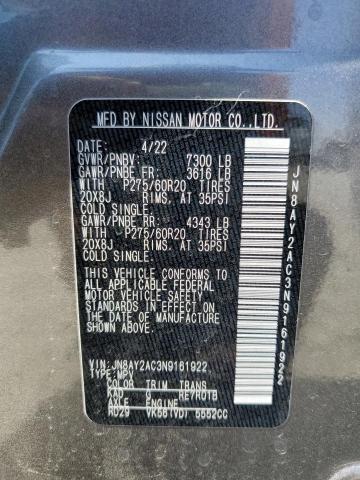 MFD BY NISSAN MOTOR CO.,LTD.
DATE: 4/22
GVWR/PNBV: 7300 LB
GAWR/PNBE FR: 3616 LB
WITH P275/60R20 TIRES
20X8J RIMS, AT 35PSI
COLD SINGLE.
GAWR/PNBE RR: 4343 LB
WITH P275/60R20 TIRES
20X8J RIMS, AT 35PSI
COLD SINGLE.
THIS VEHICLE CONFORMS TO
ALL APPLICABLE FEDERAL
MOTOR VEHICLE SAFETY
STANDARDS IN EFFECT ON
THE DATE OF MANUFACTURE
SHOWN ABOVE.
VIN: JN8AY2AC3N9161922
TYPE: MPV
COLOR TRIM TRANS
KAD G RE7R01B
AXLE ENGINE
RD29 VK56(VD) 5552CC
JN8AY2AC3N9161922